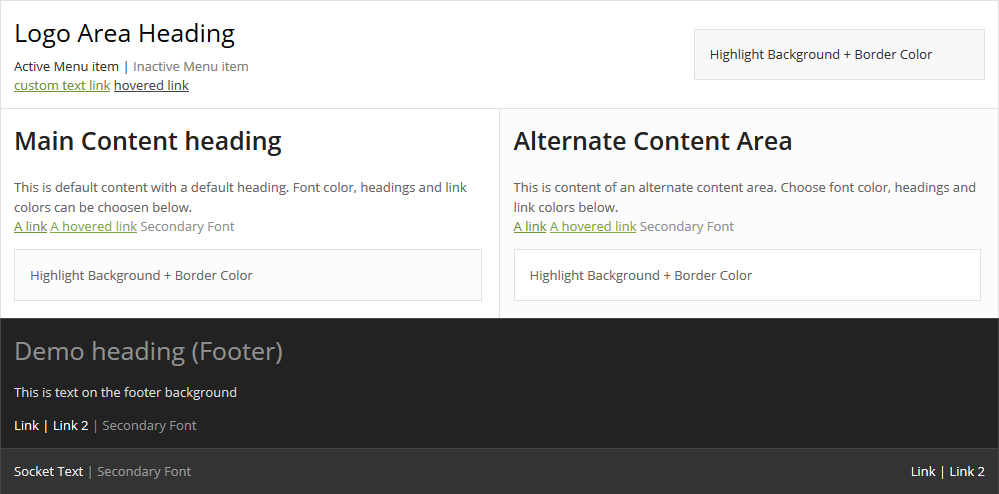 Logo Area Heading
Active Menu item | Inactive Menu item
custom text link hovered link
Highlight Background + Border Color
Main Content heading
This is default content with a default heading. Font color, headings and link
colors can be choosen below.
A link A hovered link Secondary Font
Highlight Background + Border Color
Alternate Content Area
This is content of an alternate content area. Choose font color, headings and
link colors below.
A link A hovered link Secondary Font
Highlight Background + Border Color
Demo heading (Footer)
This is text on the footer background
Link | Link 2 | Secondary Font
Socket Text | Secondary Font
Link | Link 2